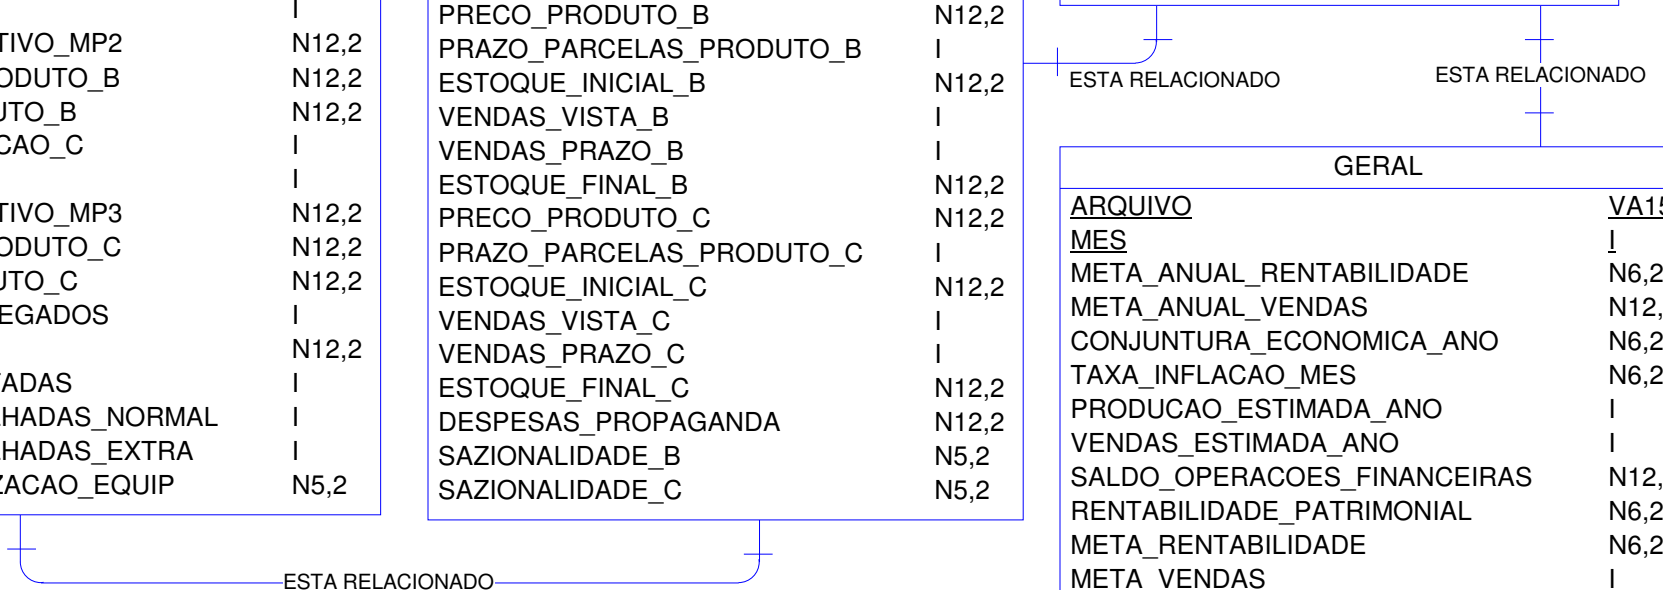 I
TIVO_MP2 N12,2
ODUTO_B N12,2
UTO_B N12,2
CAO_C I
I
TIVO_MP3 N12,2
ODUTO_C N12,2
UTO_C N12,2
EGADOS I
N12,2
TADAS I
HADAS_NORMAL I
HADAS_EXTRA I
ZACAO_EQUIP N5,2
PRECO_PRODUTO_B N12,2
PRAZO_PARCELAS_PRODUTO_B I
ESTOQUE_INICIAL_B N12,2
VENDAS_VISTA_B I
VENDAS_PRAZO_B I
ESTOQUE_FINAL_B N12,2
PRECO_PRODUTO_C N12,2
PRAZO_PARCELAS_PRODUTO_C I
ESTOQUE_INICIAL_C N12,2
VENDAS_VISTA_C I
VENDAS_PRAZO_C I
ESTOQUE_FINAL_C N12,2
DESPESAS_PROPAGANDA N12,2
SAZIONALIDADE_B N5,2
SAZIONALIDADE_C N5,2
ESTA RELACIONADO
ESTA RELACIONADO
ESTA RELACIONADO
GERAL
ARQUIVO VA15
MES I
META_ANUAL_RENTABILIDADE N6,2
META_ANUAL_VENDAS N12,
CONJUNTURA_ECONOMICA_ANO N6,2
TAXA_INFLACAO_MES N6,2
PRODUCAO_ESTIMADA_ANO I
VENDAS_ESTIMADA_ANO I
SALDO_OPERACOES_FINANCEIRAS N12,
RENTABILIDADE_PATRIMONIAL N6,2
META_RENTABILIDADE N6,2
META_VENDAS I